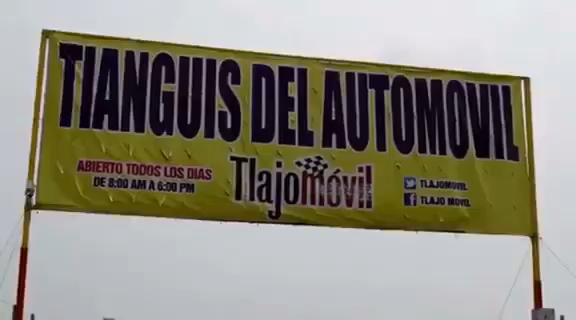 TIANGUIS DEL AUTOMOVIL
ABIERTO TODOS LOS DIAS
DE 8:00 AM A 6:00 PM
Tlajomóvil
TLAJOMOVIL
TLAJO MOVIL